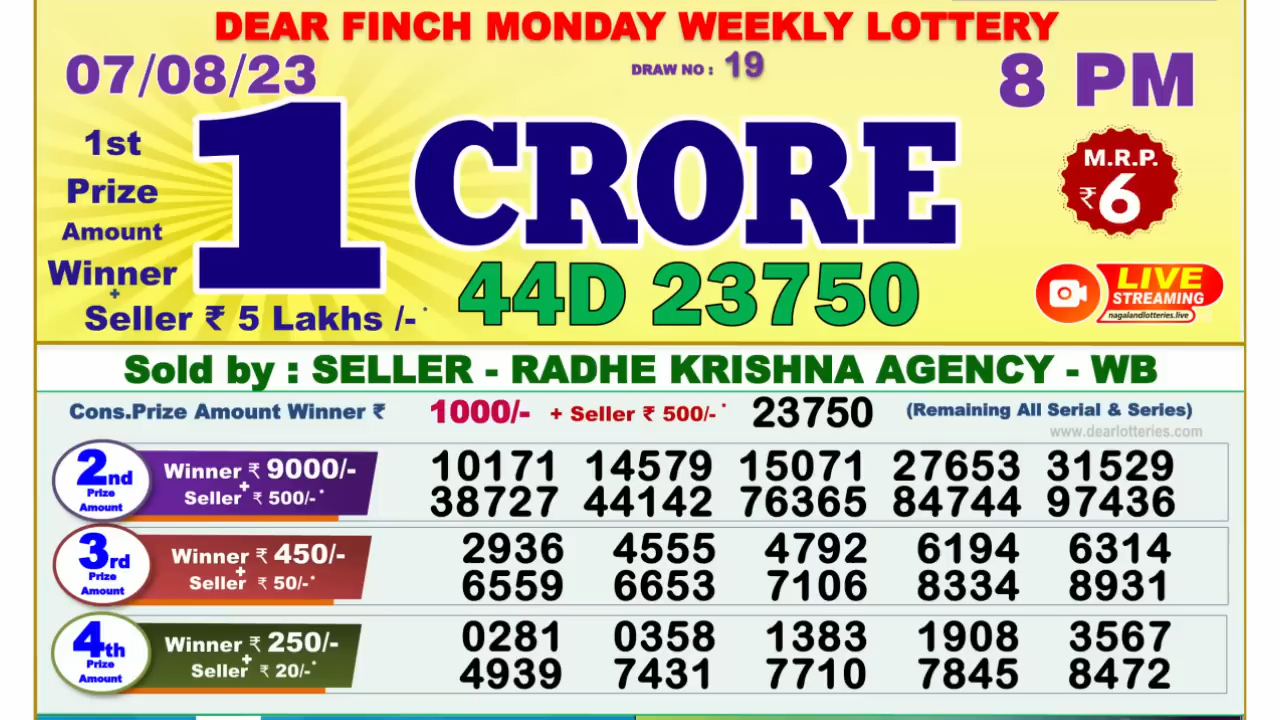 DEAR FINCH MONDAY WEEKLY LOTTERY
07/08/23
DRAW NO : 19
8 PM
1st
Prize
Amount
Winner
+
Seller ₹ 5 Lakhs /-*
1 CRORE
44D 23750
M.R.P.
₹6
LIVE
STREAMING
nagalandlotteries.live
Sold by : SELLER - RADHE KRISHNA AGENCY - WB
Cons.Prize Amount Winner ₹ 1000/- + Seller ₹ 500/-* 23750 (Remaining All Serial & Series)
www.dearlotteries.com
2nd
Prize
Amount
Winner ₹ 9000/-
+
Seller ₹ 500/-*
10171 14579 15071 27653 31529
38727 44142 76365 84744 97436
3rd
Prize
Amount
Winner ₹ 450/-
+
Seller ₹ 50/-*
2936 4555 4792 6194 6314
6559 6653 7106 8334 8931
4th
Prize
Amount
Winner ₹ 250/-
+
Seller ₹ 20/-*
0281 0358 1383 1908 3567
4939 7431 7710 7845 8472